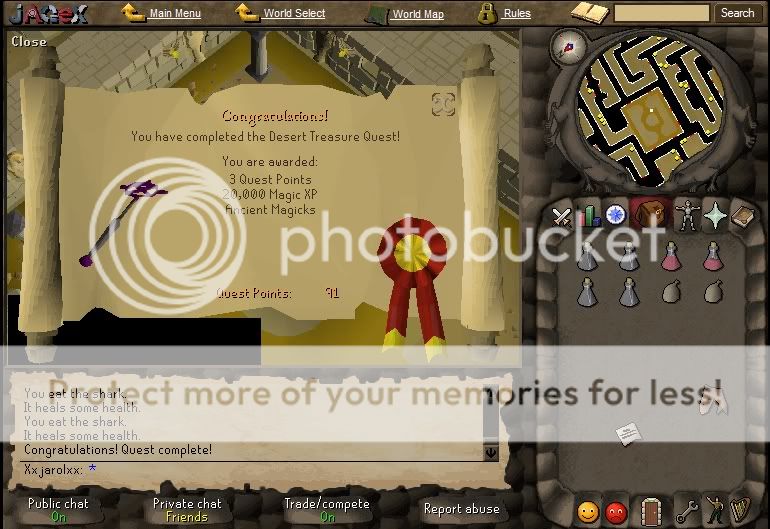 JAGEX Main Menu World Select World Map Rules Search
Close
Congratulations!
You have completed the Desert Treasure Quest!
You are awarded:
3 Quest Points
20,000 Magic XP
Ancient Magicks
photobucket
Quest Points: 91
Protect more of your memories for less!
You eat the shark.
It heals some health.
You eat the shark.
It heals some health.
Congratulations! Quest complete!
Xxjarolxx: *
Public chat Private chat Trade/compete Report abuse
On Friends On